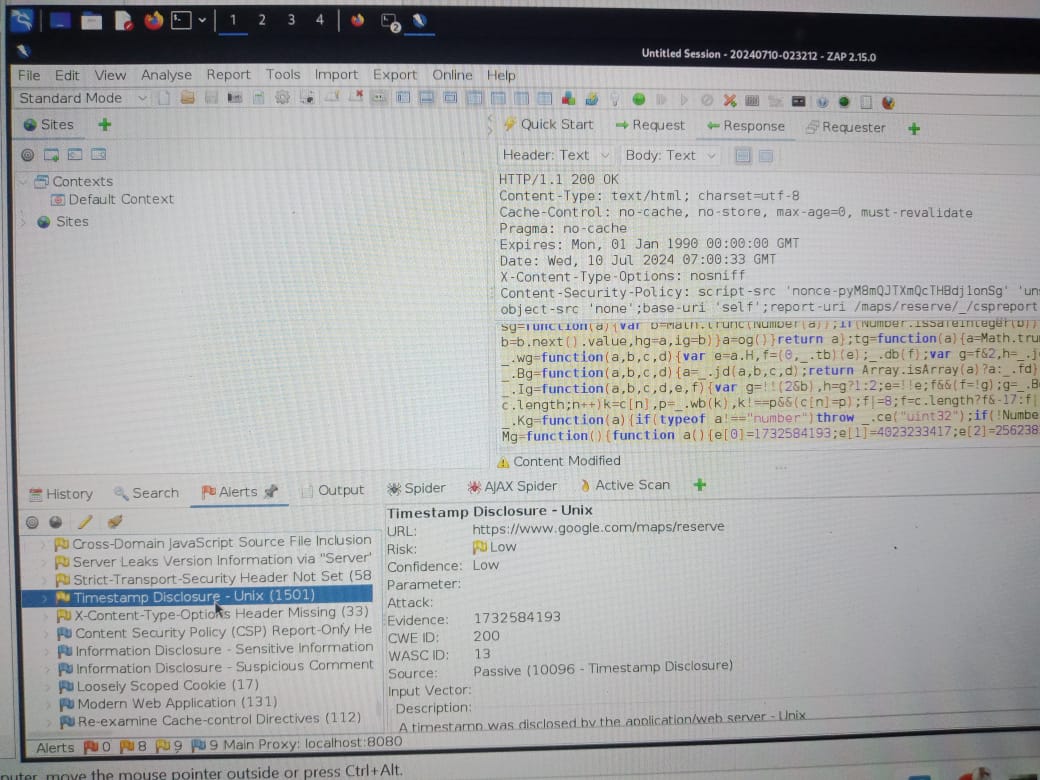 1 2 3 4
2
Untitled Session - 20240710-023212 - ZAP 2.15.0
File Edit View Analyse Report Tools Import Export Online Help
Standard Mode
Sites
Quick Start Request Response Requester
Header: Text Body: Text
Contexts
Default Context
Sites
HTTP/1.1 200 OK
Content-Type: text/html; charset=utf-8
Cache-Control: no-cache, no-store, max-age=0, must-revalidate
Pragma: no-cache
Expires: Mon, 01 Jan 1990 00:00:00 GMT
Date: Wed, 10 Jul 2024 07:00:33 GMT
X-Content-Type-Options: nosniff
Content-Security-Policy: script-src 'nonce-pyM8mQJTXmQcTHBdj1onSg' 'uns
object-src 'none';base-uri 'self';report-uri /maps/reserve/_/cspreport
sg=function(a){var b=Math.trunc(Number(a));if(Number.isSafeInteger(b))
b=b.next().value,hg=a,ig=b)}a=og()}return a};tg=function(a){a=Math.tru
_.wg=function(a,b,c,d){var e=a.H,f=(0,_.tb)(e);_.db(f);var g=f&2,h=_.j
_.Bg=function(a,b,c,d){a=_.jd(a,b,c,d);return Array.isArray(a)?a:_.fd}
_.Ig=function(a,b,c,d,e,f){var g=!!(2&b),h=g?1:2;e=!!e;f&&(f=!g);g=_.B
c.length;n++)k=c[n],p=_.wb(k),k!==p&&(c[n]=p);f|=8;f=c.length?f&-17:f|
_.Kg=function(a){if(typeof a!=="number")throw _.ce("uint32");if(!Numbe
Mg=function(){function a(){e[0]=1732584193;e[1]=4023233417;e[2]=256238
Content Modified
History Search Alerts Output Spider AJAX Spider Active Scan
Cross-Domain JavaScript Source File Inclusion
Server Leaks Version Information via "Server"
Strict-Transport-Security Header Not Set (58
Timestamp Disclosure - Unix (1501)
X-Content-Type-Options Header Missing (33)
Content Security Policy (CSP) Report-Only He
Information Disclosure - Sensitive Information
Information Disclosure - Suspicious Comment
Loosely Scoped Cookie (17)
Modern Web Application (131)
Re-examine Cache-control Directives (112)
Timestamp Disclosure - Unix
URL: https://www.google.com/maps/reserve
Risk: Low
Confidence: Low
Parameter:
Attack:
Evidence: 1732584193
CWE ID: 200
WASC ID: 13
Source: Passive (10096 - Timestamp Disclosure)
Input Vector:
Description:
A timestamp was disclosed by the application/web server - Unix
Alerts 0 8 9 9 Main Proxy: localhost:8080
puter, move the mouse pointer outside or press Ctrl+Alt.